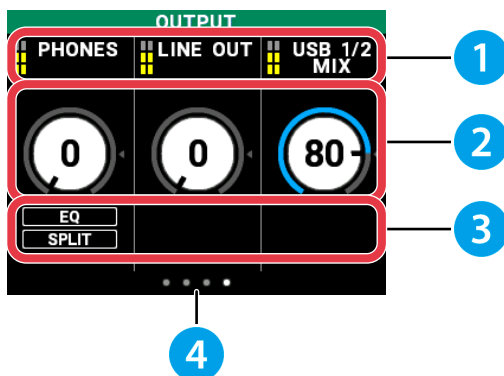 OUTPUT
PHONES LINE OUT USB 1/2
MIX
1
0 0 80
2
EQ
SPLIT
3
4